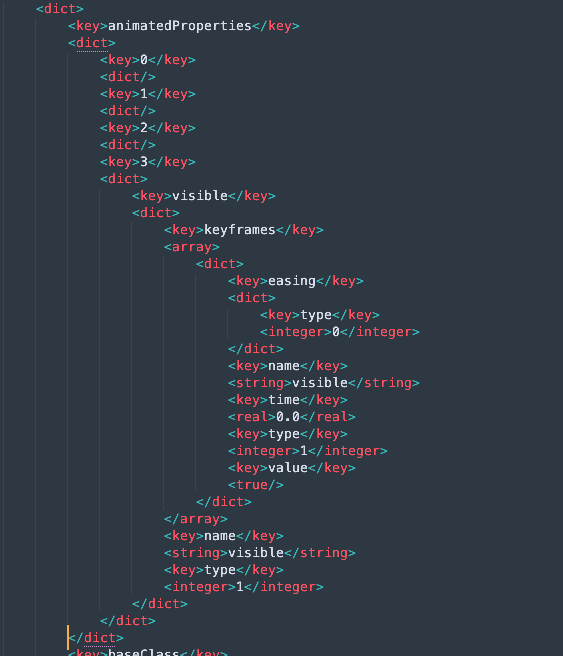 <dict>
<key>animatedProperties</key>
<dict>
<key>0</key>
<dict/>
<key>1</key>
<dict/>
<key>2</key>
<dict/>
<key>3</key>
<dict>
<key>visible</key>
<dict>
<key>keyframes</key>
<array>
<dict>
<key>easing</key>
<dict>
<key>type</key>
<integer>0</integer>
</dict>
<key>name</key>
<string>visible</string>
<key>time</key>
<real>0.0</real>
<key>type</key>
<integer>1</integer>
<key>value</key>
<true/>
</dict>
</array>
<key>name</key>
<string>visible</string>
<key>type</key>
<integer>1</integer>
</dict>
</dict>
</dict>
<key>baseClass</key>